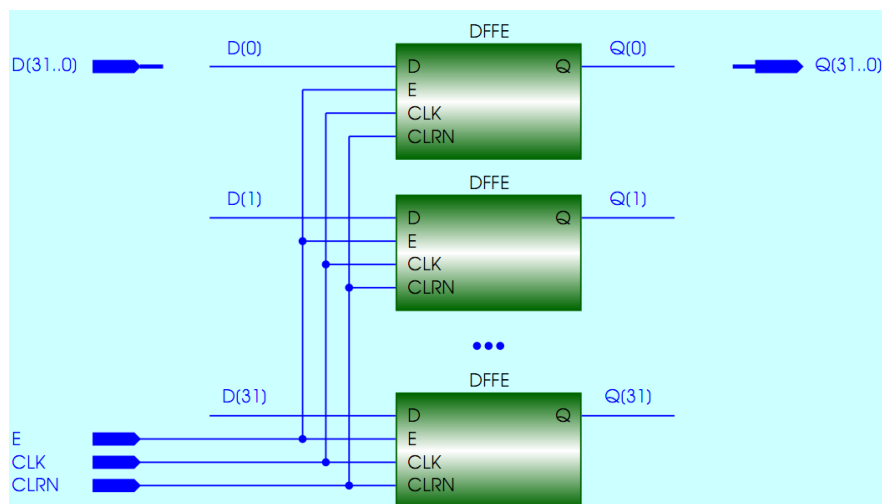 DFFE
D(31..0)
D(0)
Q(0)
Q(31..0)
D
Q
E
CLK
CLRN
DFFE
D(1)
Q(1)
D
Q
E
CLK
CLRN
•••
DFFE
D(31)
Q(31)
D
Q
E
E
CLK
CLK
CLRN
CLRN